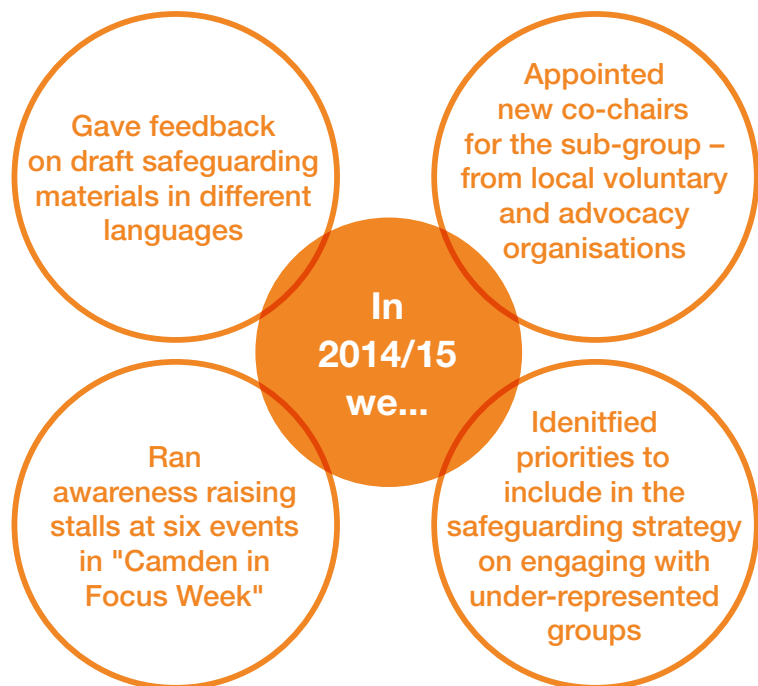 Gave feedback
on draft safeguarding
materials in different
languages
Appointed
new co-chairs
for the sub-group –
from local voluntary
and advocacy
organisations
In
2014/15
we...
Ran
awareness raising
stalls at six events
in "Camden in
Focus Week"
Idenitfied
priorities to
include in the
safeguarding strategy
on engaging with
under-represented
groups